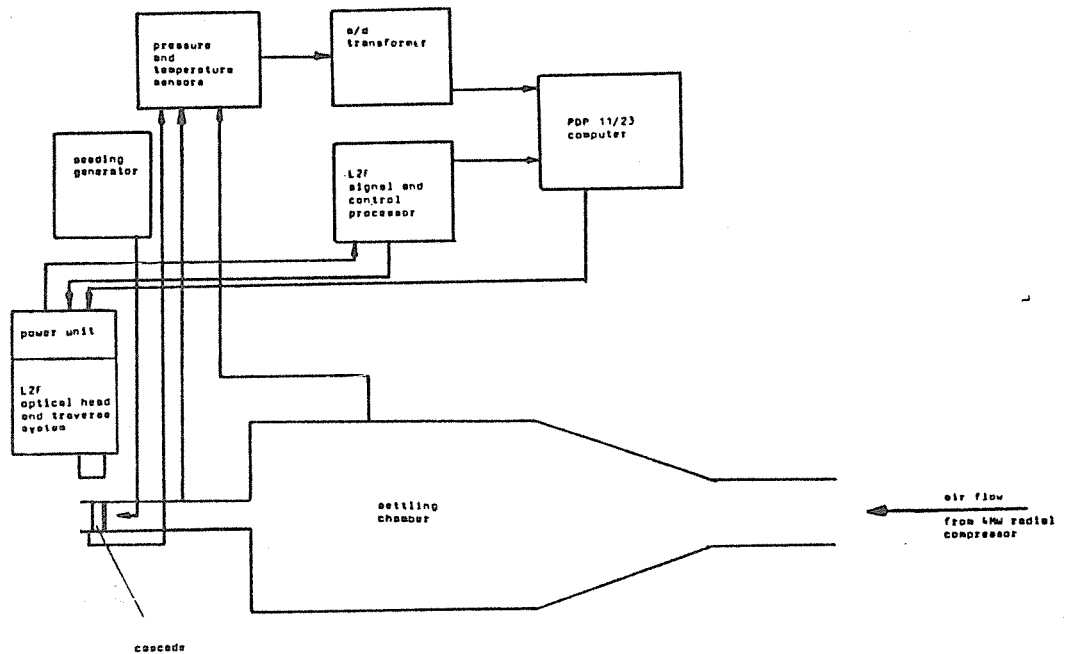 pressure
and
temperature
sensors
a/d
transformer
PDP 11/23
computer
seeding
generator
L2F
signal and
control
processor
power unit
L2F
optical head
and traverse
system
settling
chamber
air flow
from 4MW radial
compressor
cascade